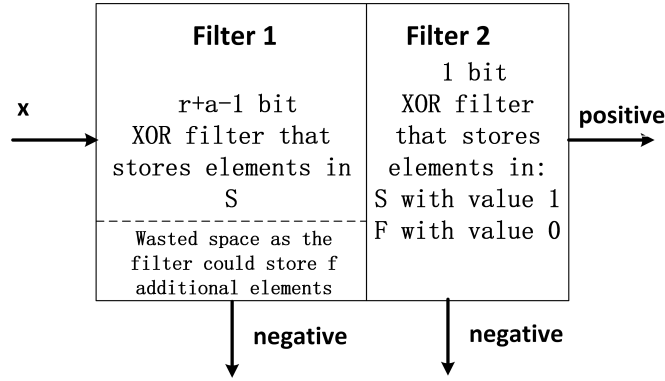 x
Filter 1
r+a-1 bit
XOR filter that
stores elements in
S
Wasted space as the
filter could store f
additional elements
negative
Filter 2
1 bit
XOR filter
that stores
elements in:
S with value 1
F with value 0
negative
positive